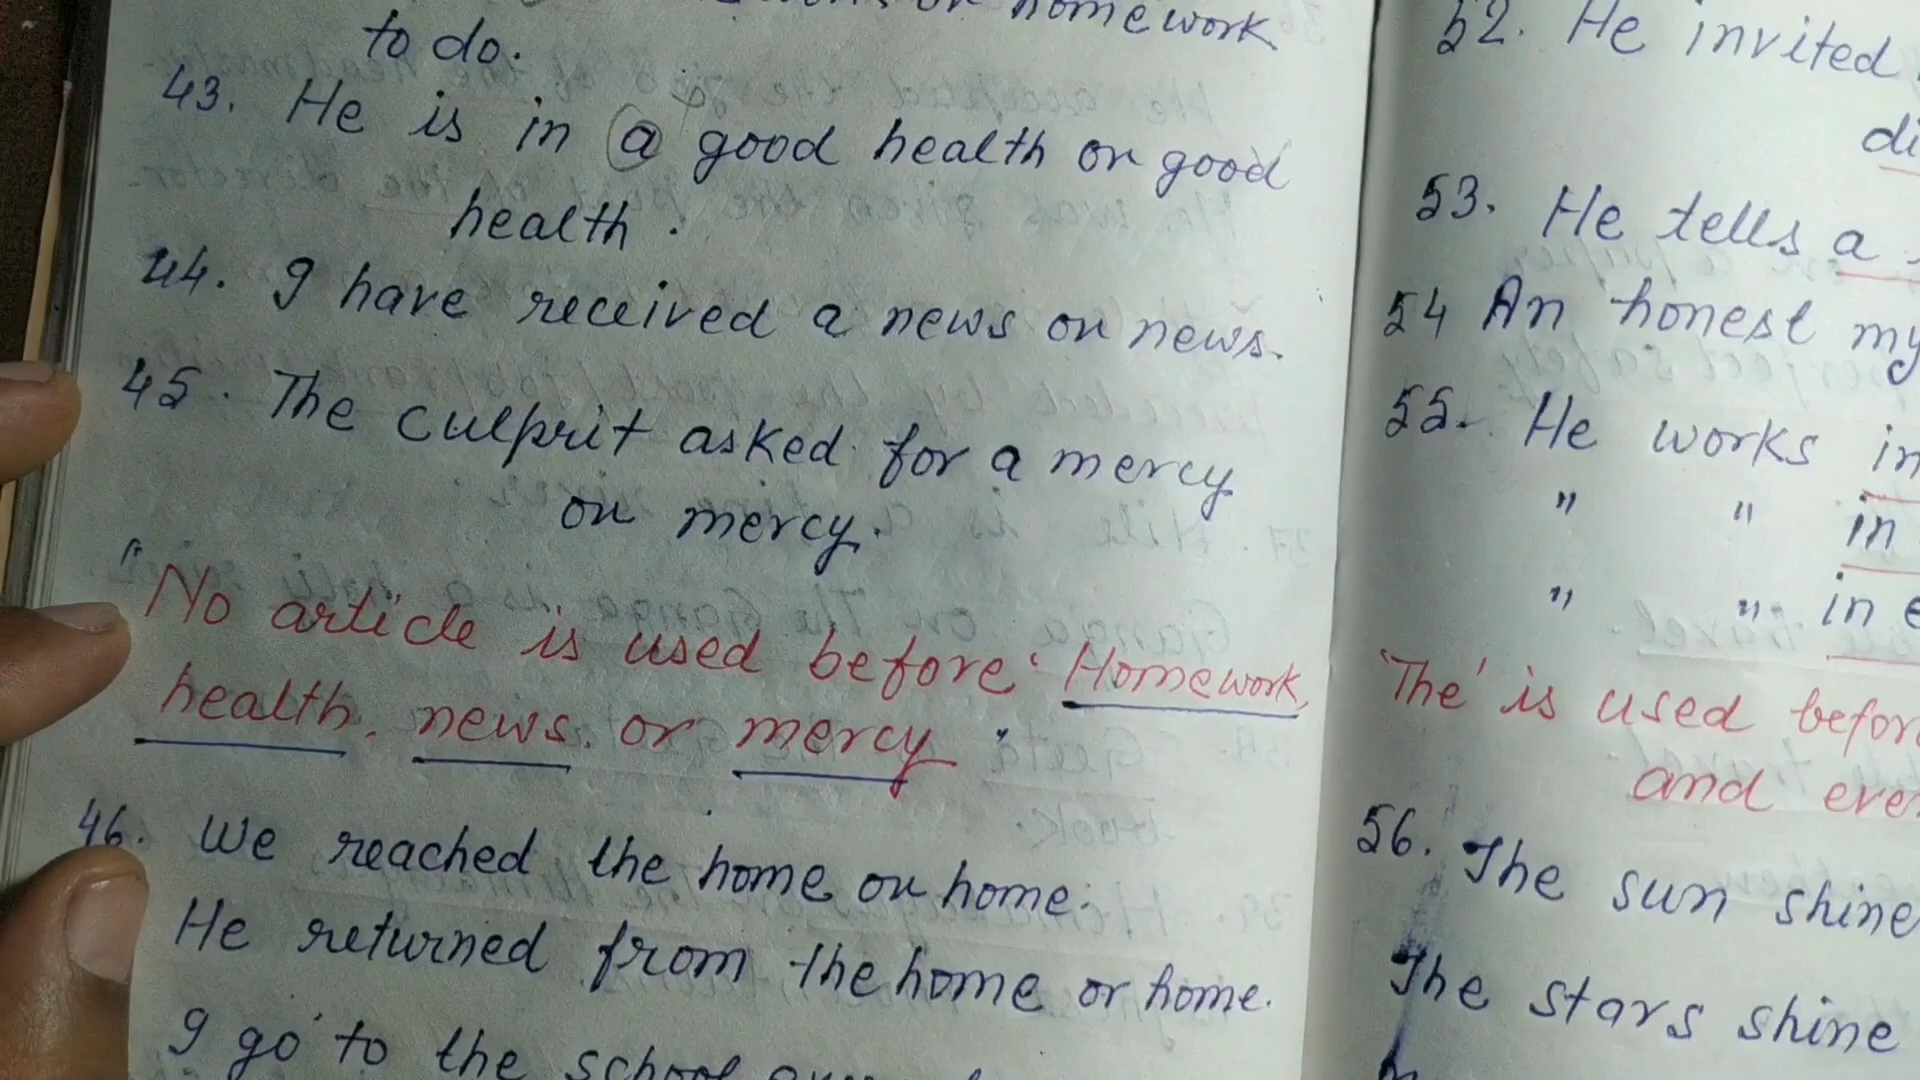 homework
to do.
43. He is in a good health or good
health.
44. I have received a news or news.
45. The culprit asked for a mercy
or mercy.
"No article is used before 'Homework,
health, news or mercy.
46. We reached the home or home.
He returned from the home or home.
I go to the school
52. He invited
di
53. He tells a
54 An honest my
55. He works in
" " in
" " in e
'The' is used befor
and eve
56. The sun shine
The stars shine